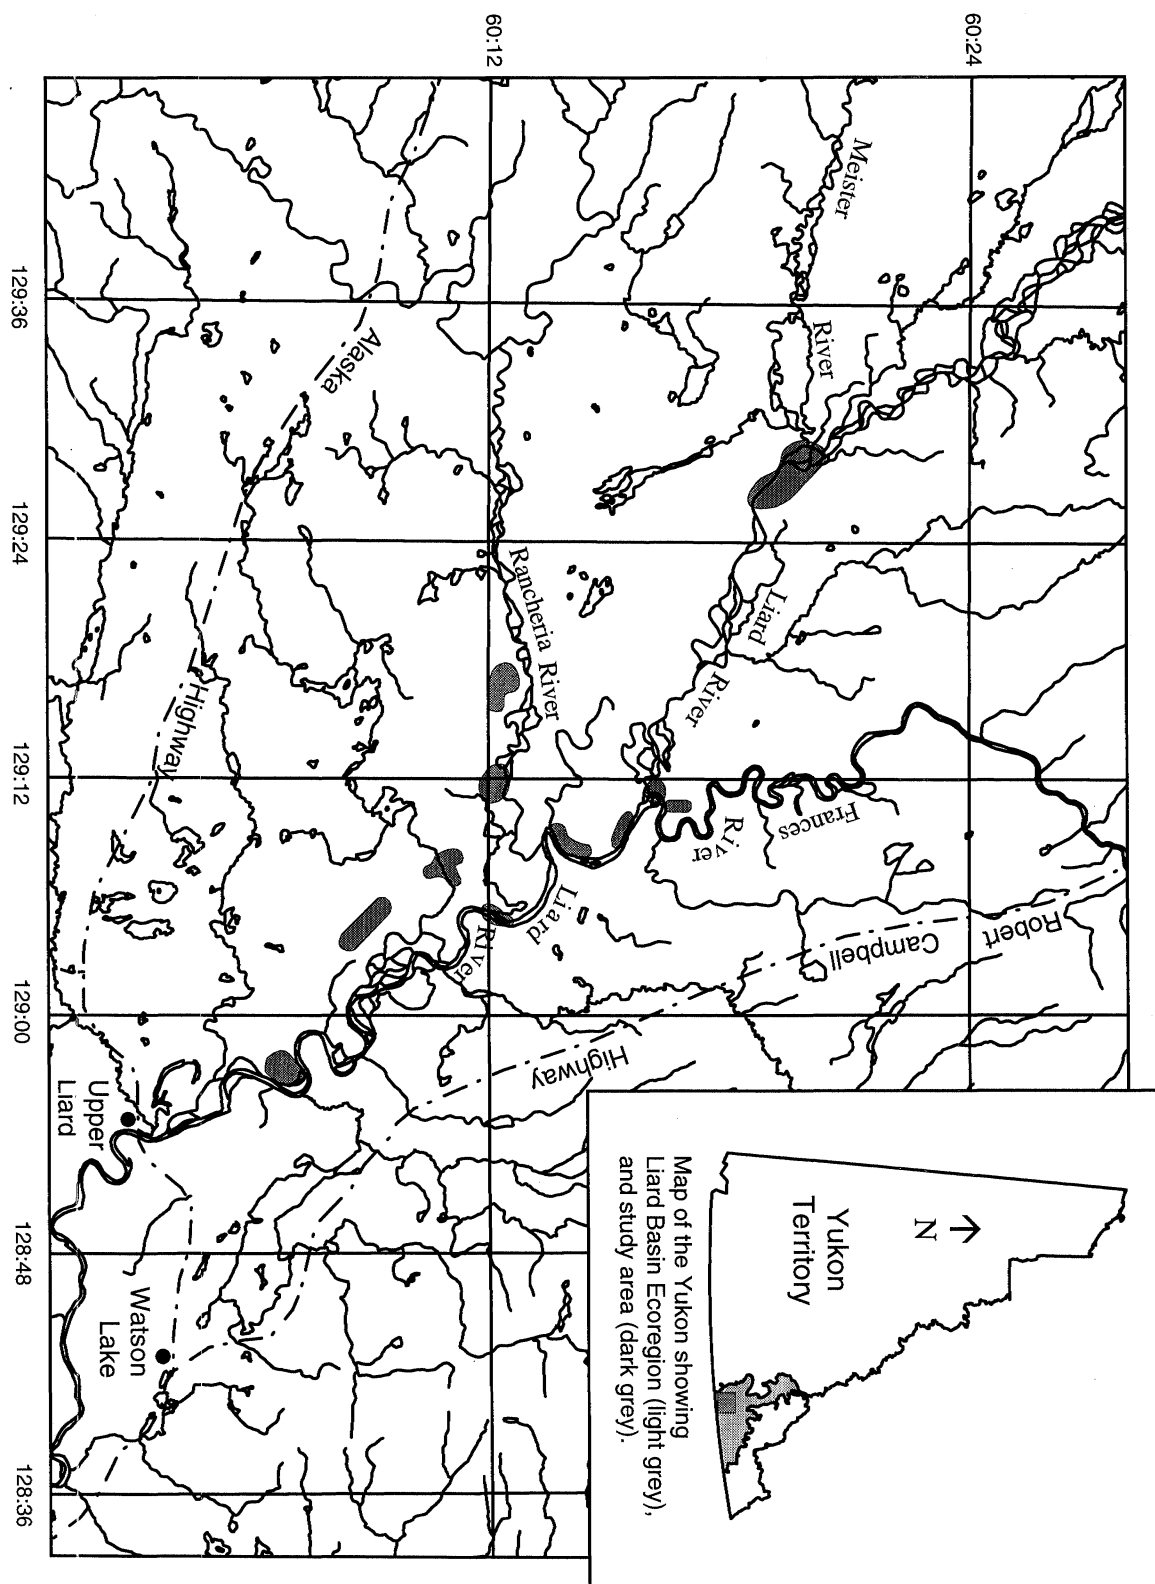 60:12
60:24
129:36
129:24
129:12
129:00
128:48
128:36
Meister
River
Alaska
Highway
Rancheria River
Liard
River
Frances
River
Liard
River
Robert
Campbell
Highway
Upper
Liard
Watson
Lake
Yukon
Territory
N
Map of the Yukon showing
Liard Basin Ecoregion (light grey),
and study area (dark grey).